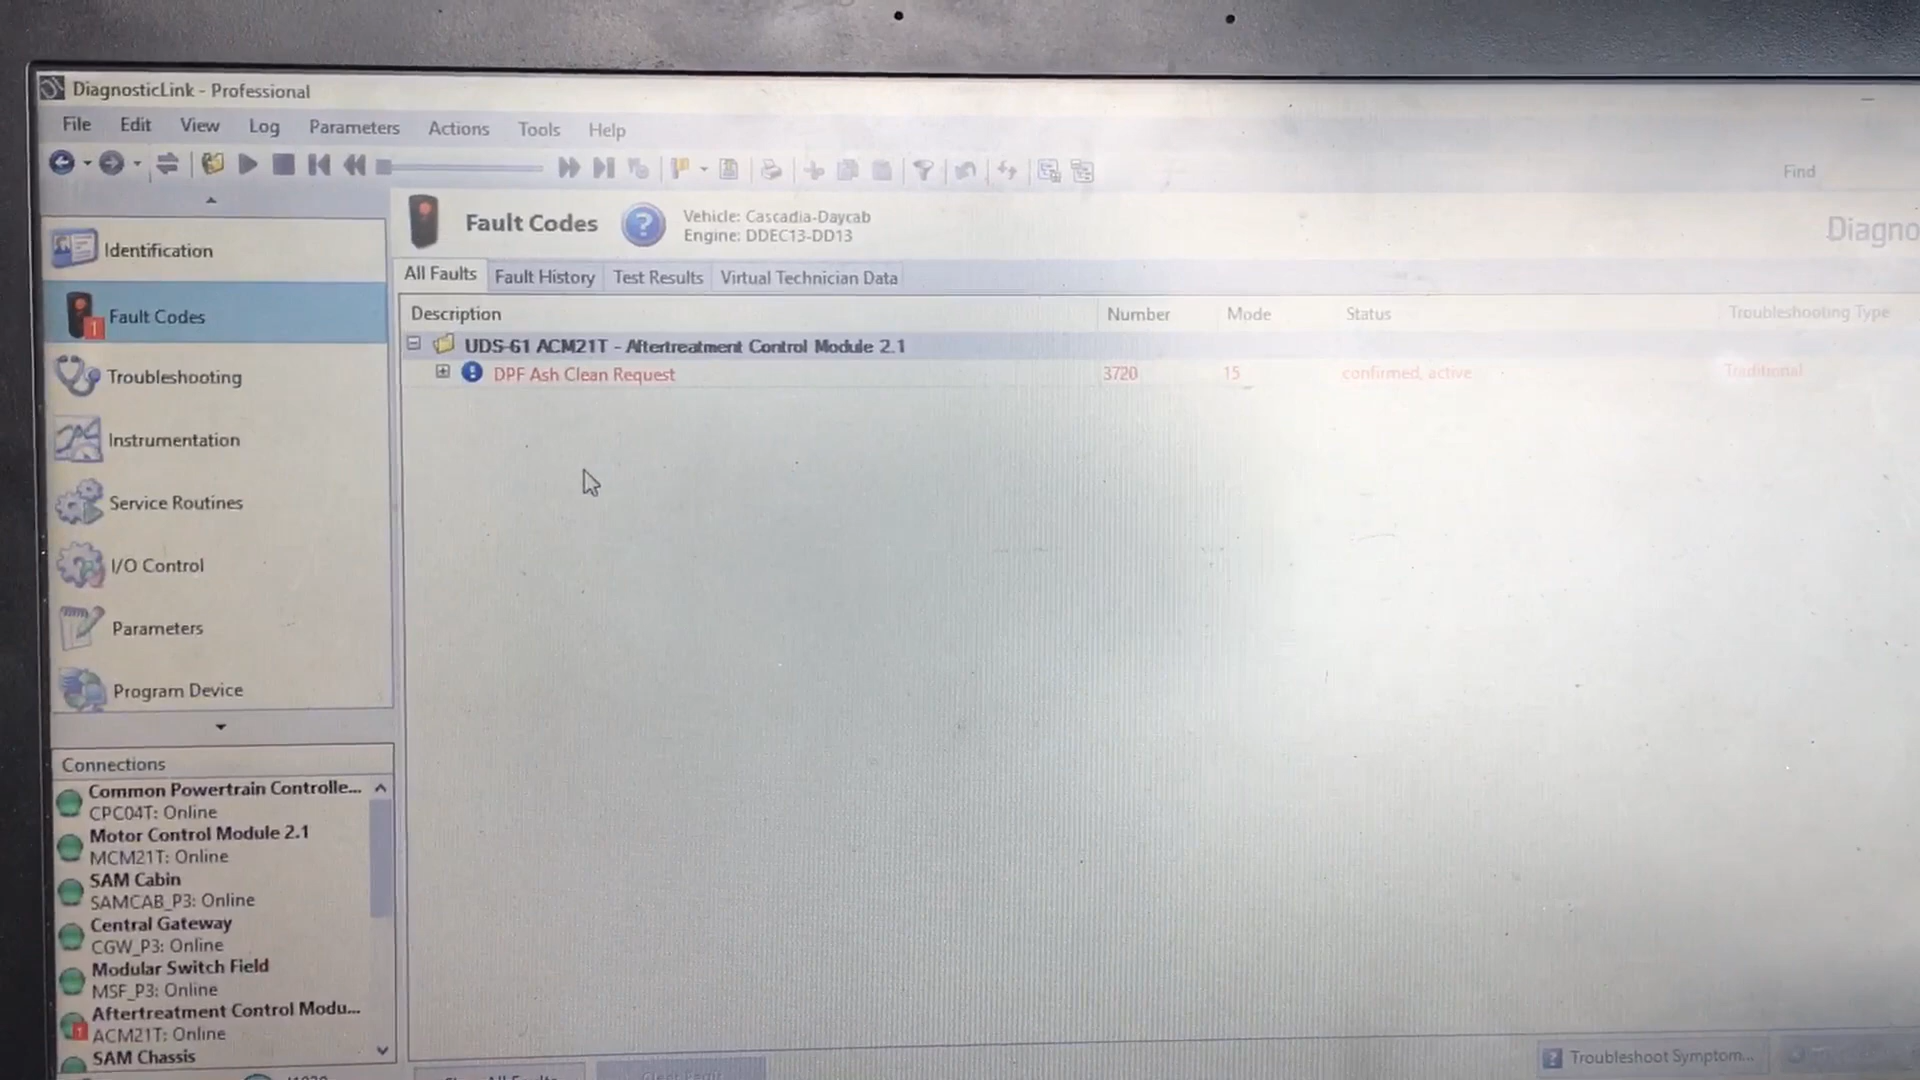 DiagnosticLink - Professional
File Edit View Log Parameters Actions Tools Help
Find
Identification
Fault Codes
1
Troubleshooting
Instrumentation
Service Routines
I/O Control
Parameters
Program Device
Fault Codes
Vehicle: Cascadia-Daycab
Engine: DDEC13-DD13
Diagno
All Faults Fault History Test Results Virtual Technician Data
Description Number Mode Status Troubleshooting Type
UDS-61 ACM21T - Aftertreatment Control Module 2.1
DPF Ash Clean Request 3720 15 confirmed, active Traditional
Connections
Common Powertrain Controlle...
CPC04T: Online
Motor Control Module 2.1
MCM21T: Online
SAM Cabin
SAMCAB_P3: Online
Central Gateway
CGW_P3: Online
Modular Switch Field
MSF_P3: Online
Aftertreatment Control Modu...
1
ACM21T: Online
SAM Chassis
Troubleshoot Symptom...